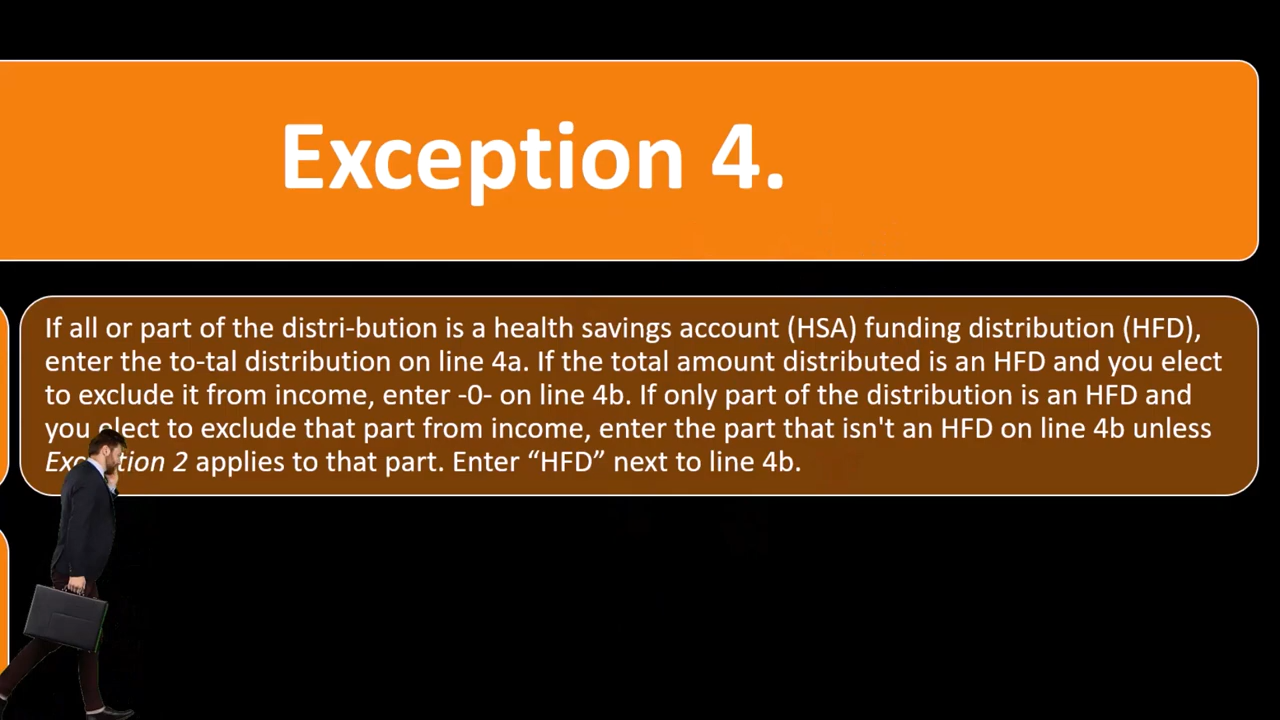 Exception 4.
If all or part of the distri-bution is a health savings account (HSA) funding distribution (HFD),
enter the to-tal distribution on line 4a. If the total amount distributed is an HFD and you elect
to exclude it from income, enter -0- on line 4b. If only part of the distribution is an HFD and
you elect to exclude that part from income, enter the part that isn't an HFD on line 4b unless
Exception 2 applies to that part. Enter “HFD” next to line 4b.